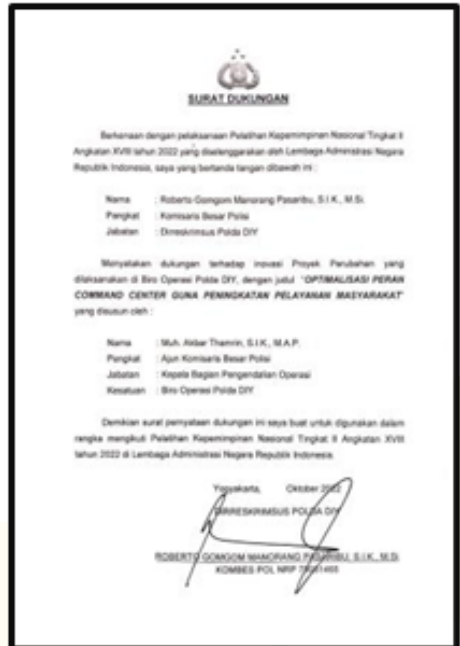 SURAT DUKUNGAN
Berkenaan dengan pelaksanaan Pelatihan Kepemimpinan Nasional Tingkat II
Angkatan XVIII tahun 2022 yang diselenggarakan oleh Lembaga Administrasi Negara
Republik Indonesia, saya yang bertanda tangan dibawah ini :
Nama : Roberto Gomgom Manorang Pasaribu, S.I.K., M.Si.
Pangkat : Komisaris Besar Polisi
Jabatan : Dirreskrimsus Polda DIY
Menyatakan dukungan terhadap inovasi Proyek Perubahan yang
dilaksanakan di Biro Operasi Polda DIY, dengan judul "OPTIMALISASI PERAN
COMMAND CENTER GUNA PENINGKATAN PELAYANAN MASYARAKAT"
yang disusun oleh :
Nama : Muh. Akbar Thamrin, S.I.K., M.A.P.
Pangkat : Ajun Komisaris Besar Polisi
Jabatan : Kepala Bagian Pengendalian Operasi
Kesatuan : Biro Operasi Polda DIY
Demikian surat pernyataan dukungan ini saya buat untuk digunakan dalam
rangka mengikuti Pelatihan Kepemimpinan Nasional Tingkat II Angkatan XVIII
tahun 2022 di Lembaga Administrasi Negara Republik Indonesia.
Yogyakarta, Oktober 2022
DIRRESKRIMSUS POLDA DIY
ROBERTO GOMGOM MANORANG PASARIBU, S.I.K., M.Si.
KOMBES POL NRP